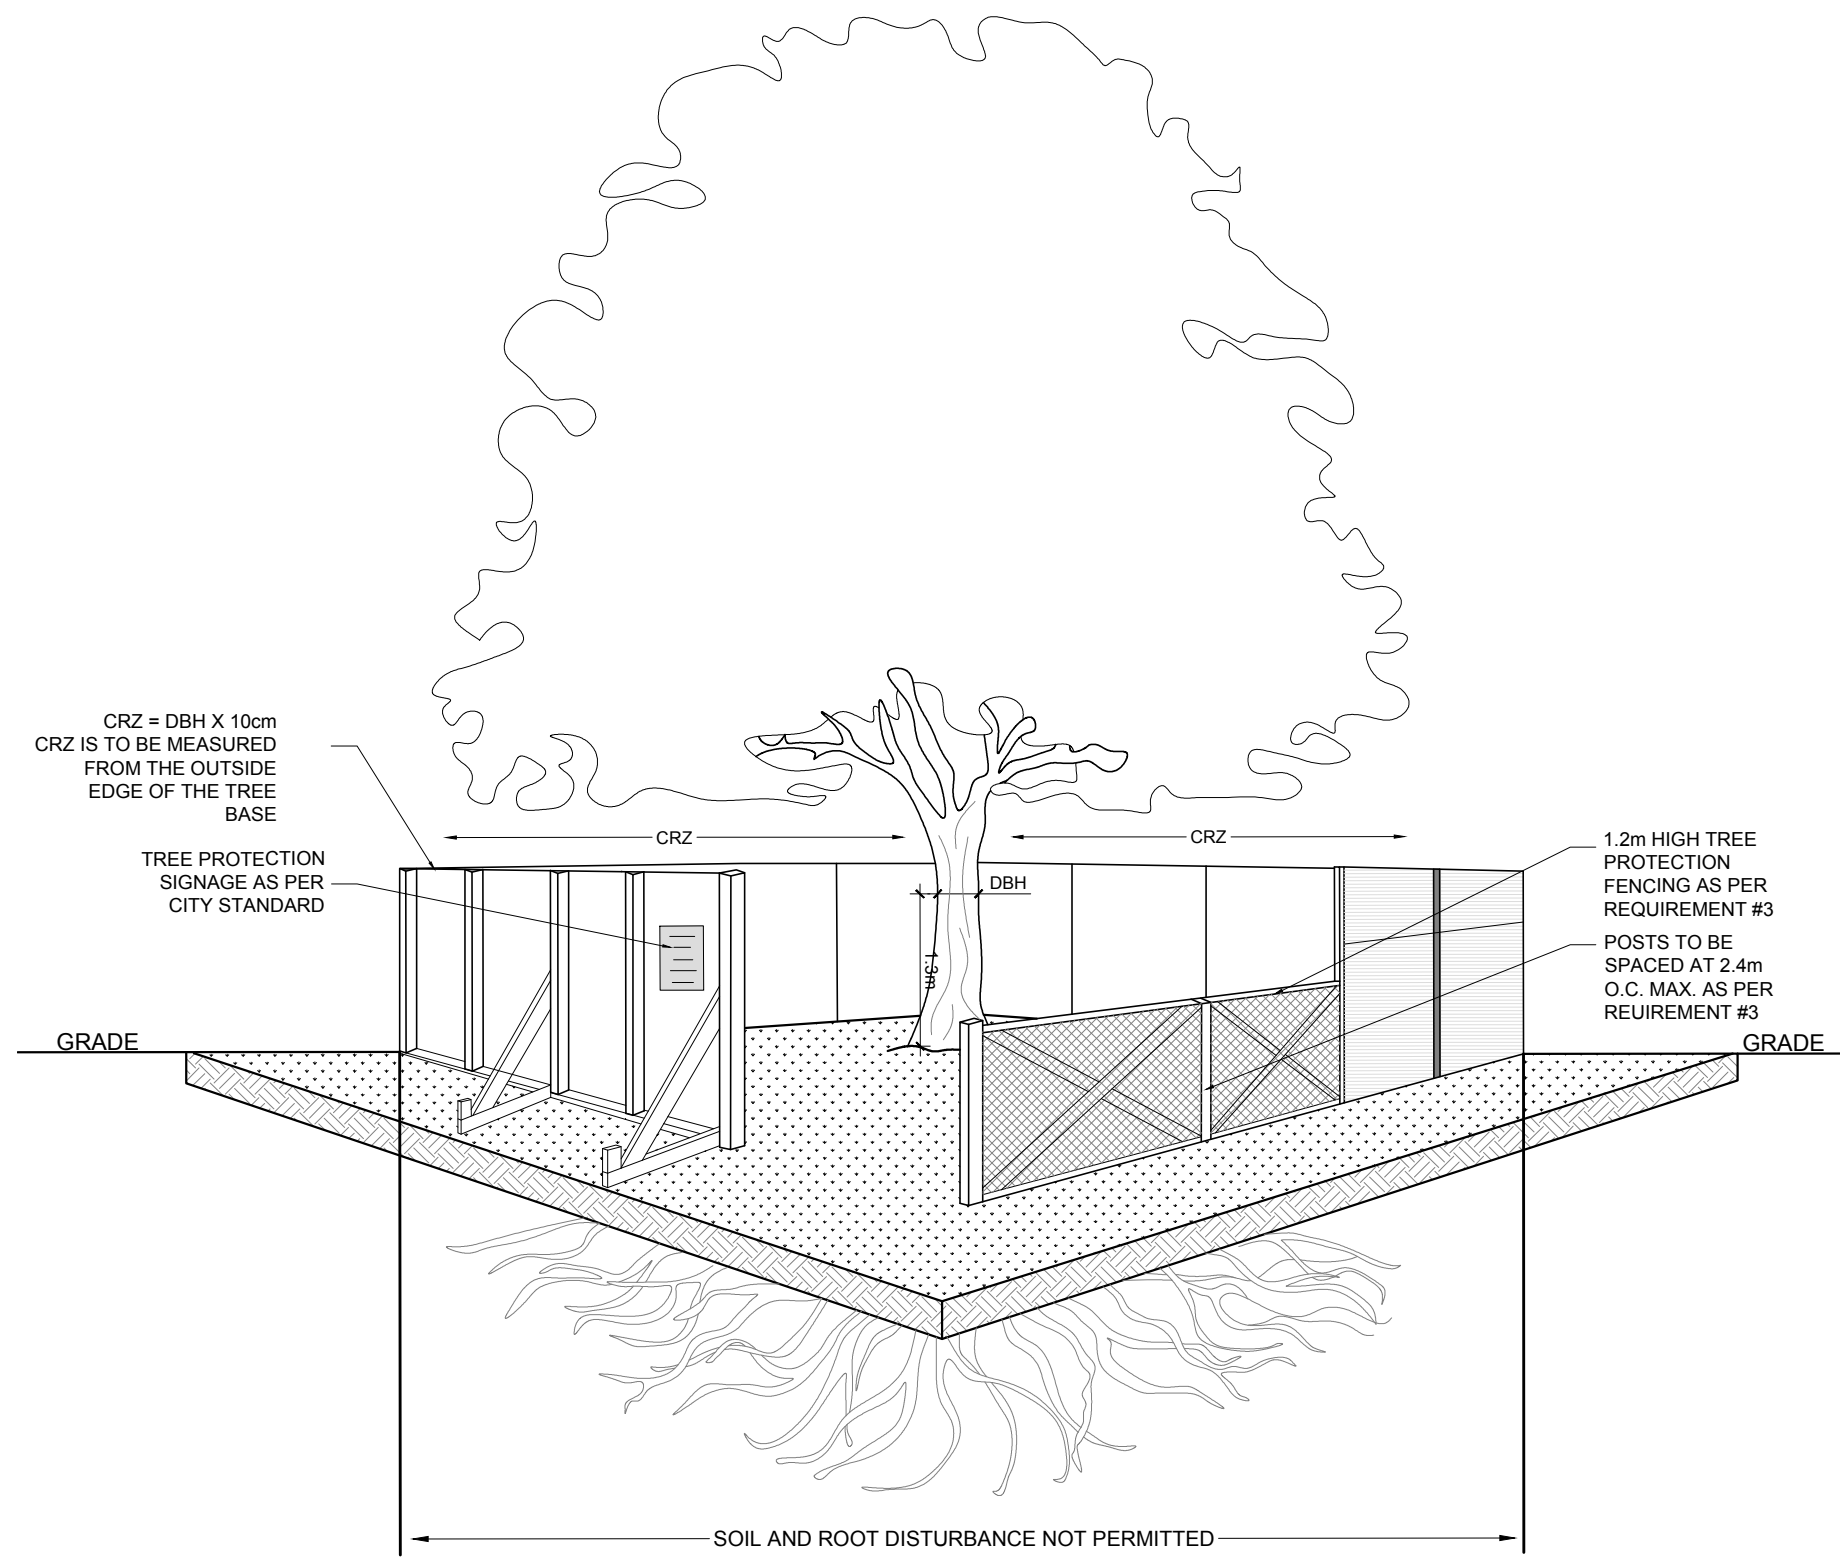 CRZ = DBH X 10cm
CRZ IS TO BE MEASURED
FROM THE OUTSIDE
EDGE OF THE TREE
BASE
TREE PROTECTION
SIGNAGE AS PER
CITY STANDARD
CRZ
CRZ
DBH
1.3m
1.2m HIGH TREE
PROTECTION
FENCING AS PER
REQUIREMENT #3
POSTS TO BE
SPACED AT 2.4m
O.C. MAX. AS PER
REUIREMENT #3
GRADE
GRADE
SOIL AND ROOT DISTURBANCE NOT PERMITTED